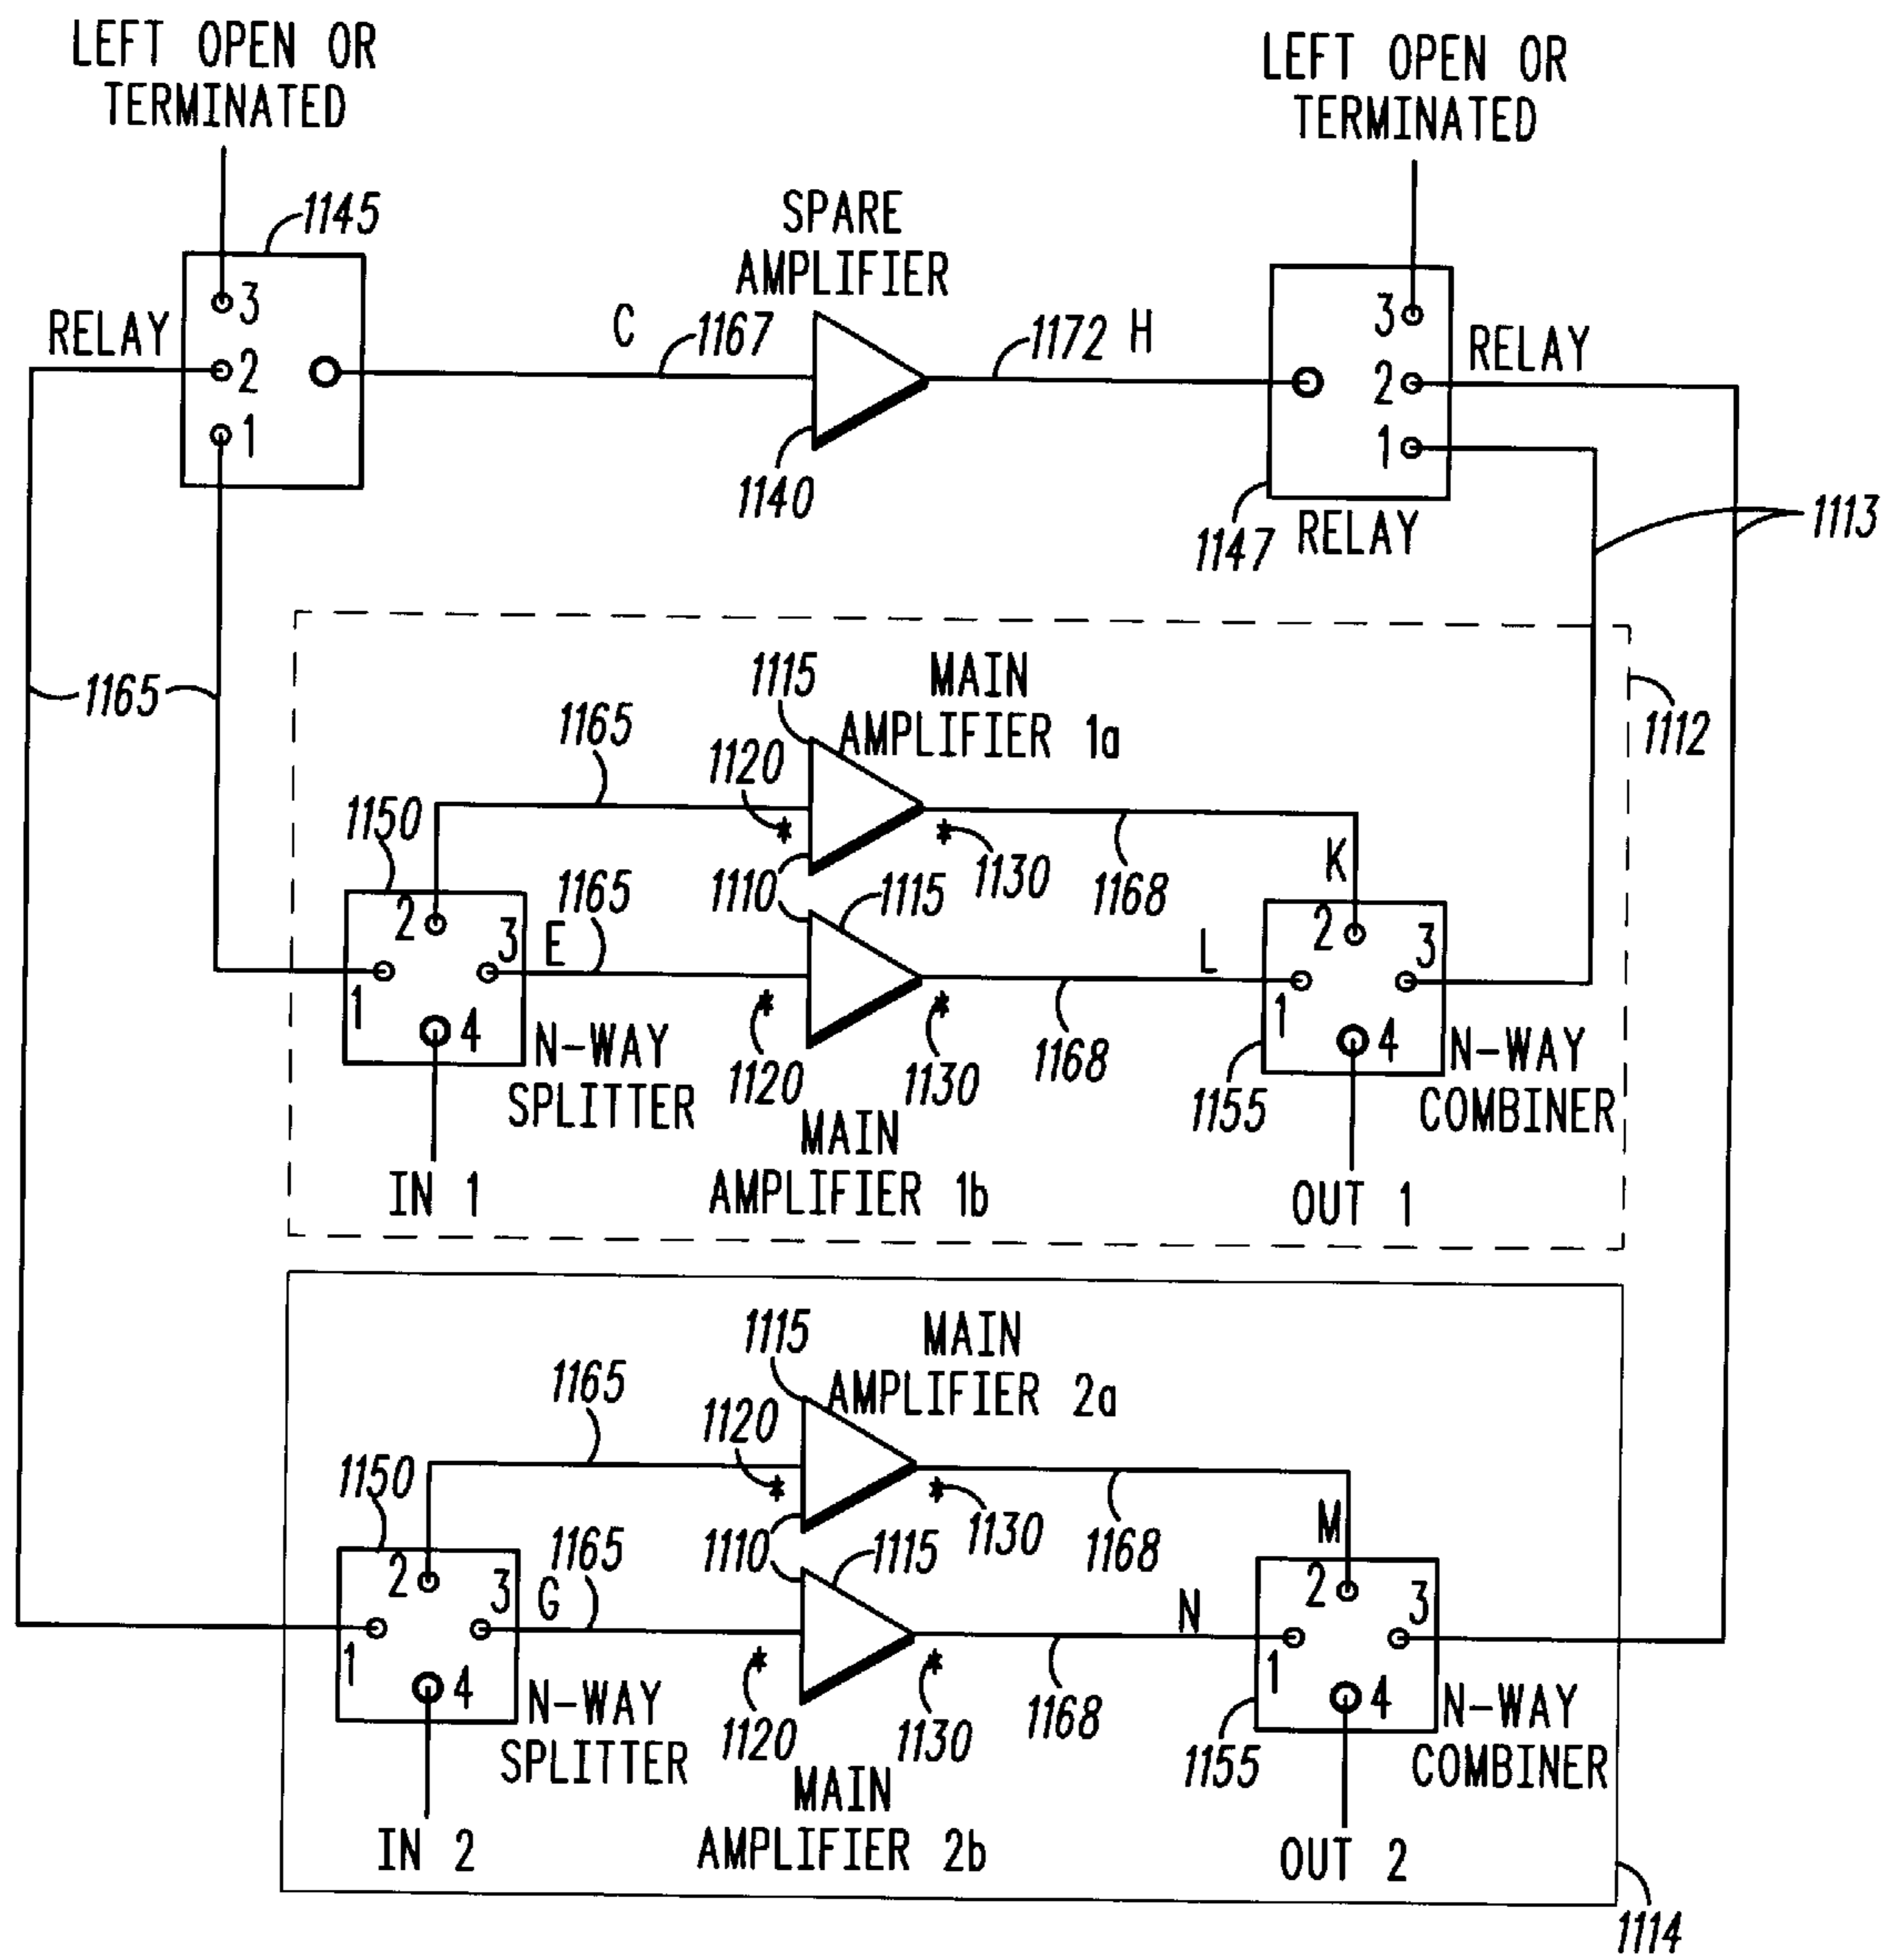 LEFT OPEN OR
TERMINATED
LEFT OPEN OR
TERMINATED
1145
SPARE
AMPLIFIER
3
RELAY
2
1
C
1167
1172
H
3
2
1
RELAY
1140
1147
RELAY
1113
1165
1112
1115
MAIN
AMPLIFIER 1a
1165
1120
*
*
1130
1150
1110
1168
K
2
3
1
4
E
1165
1115
L
2
3
1
4
*
*
1120
1130
1168
1155
N-WAY
SPLITTER
N-WAY
COMBINER
MAIN
AMPLIFIER 1b
IN 1
OUT 1
1115
MAIN
AMPLIFIER 2a
1165
1120
*
*
1130
1150
1110
1168
M
2
3
1
4
G
1165
1115
N
2
3
1
4
*
*
1120
1130
1168
1155
N-WAY
SPLITTER
N-WAY
COMBINER
MAIN
AMPLIFIER 2b
IN 2
OUT 2
1114